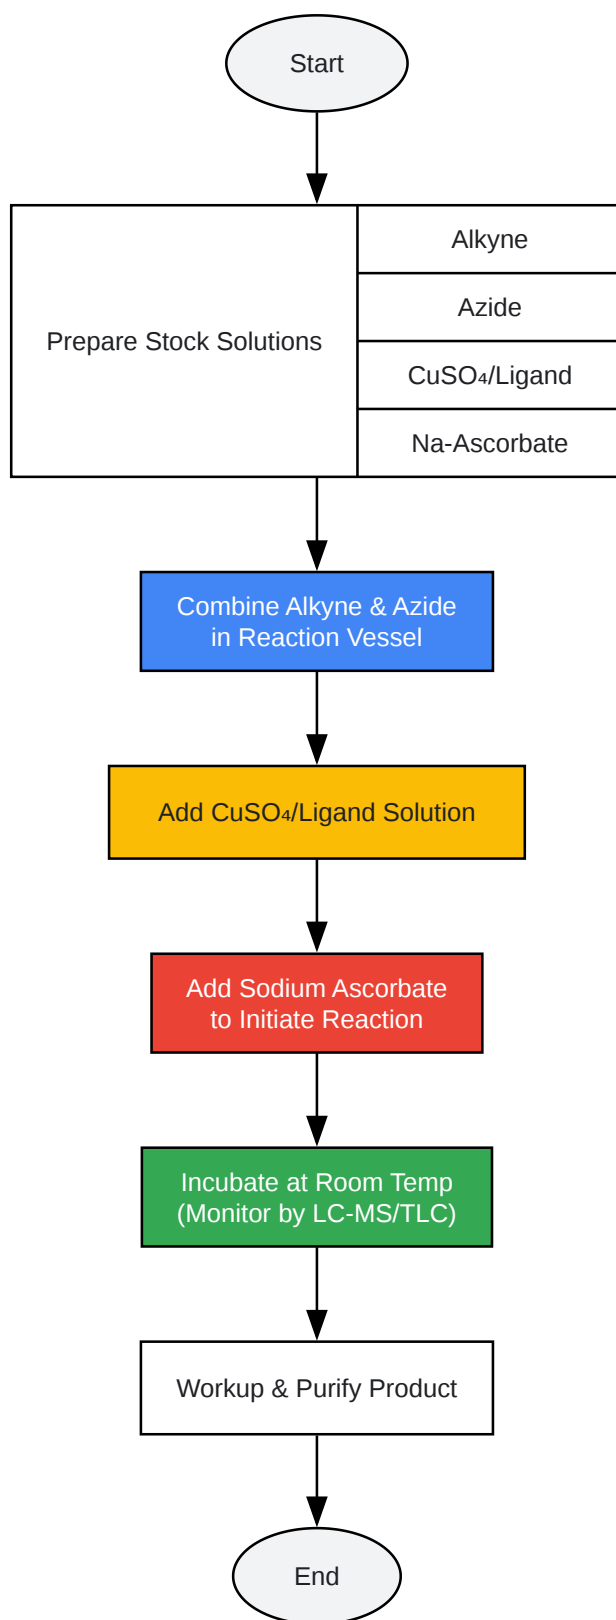 Start
Prepare Stock Solutions
Alkyne
Azide
CuSO₄/Ligand
Na-Ascorbate
Combine Alkyne & Azide
in Reaction Vessel
Add CuSO₄/Ligand Solution
Add Sodium Ascorbate
to Initiate Reaction
Incubate at Room Temp
(Monitor by LC-MS/TLC)
Workup & Purify Product
End